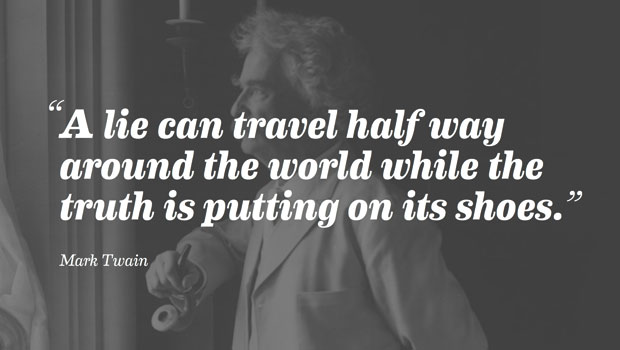 “A lie can travel half way
around the world while the
truth is putting on its shoes.”
Mark Twain